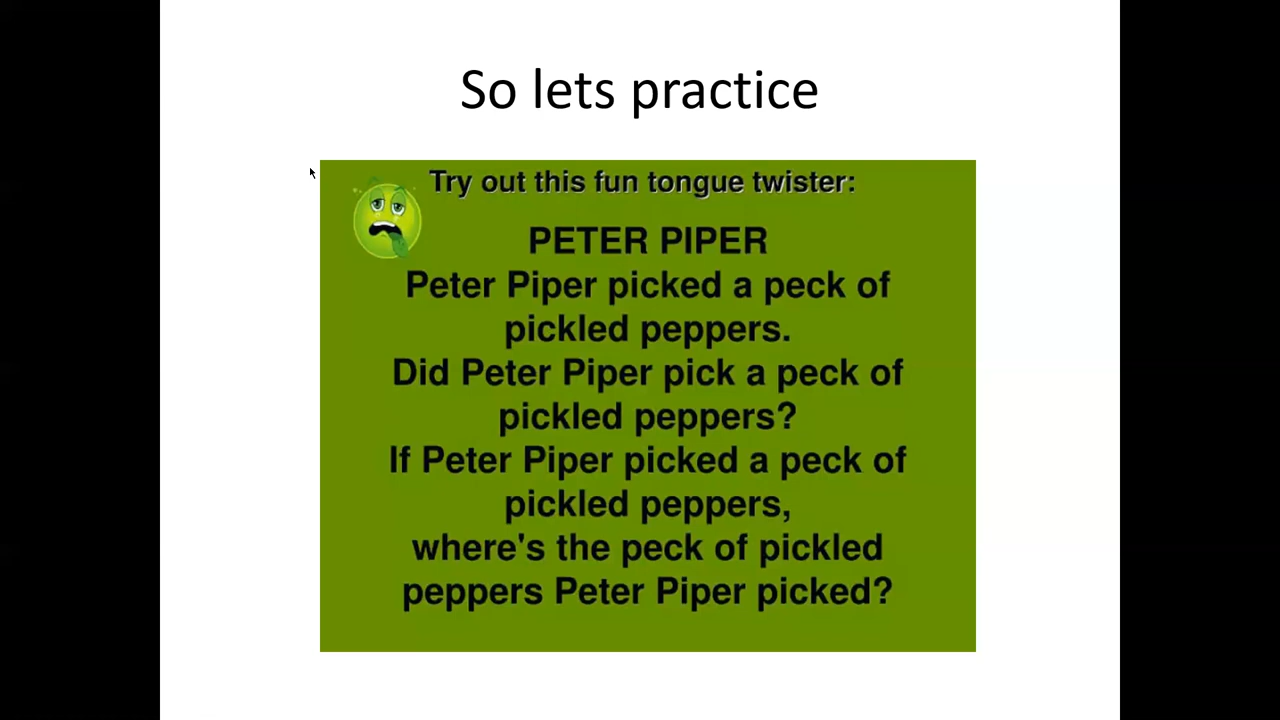 So lets practice
Try out this fun tongue twister:
PETER PIPER
Peter Piper picked a peck of
pickled peppers.
Did Peter Piper pick a peck of
pickled peppers?
If Peter Piper picked a peck of
pickled peppers,
where's the peck of pickled
peppers Peter Piper picked?